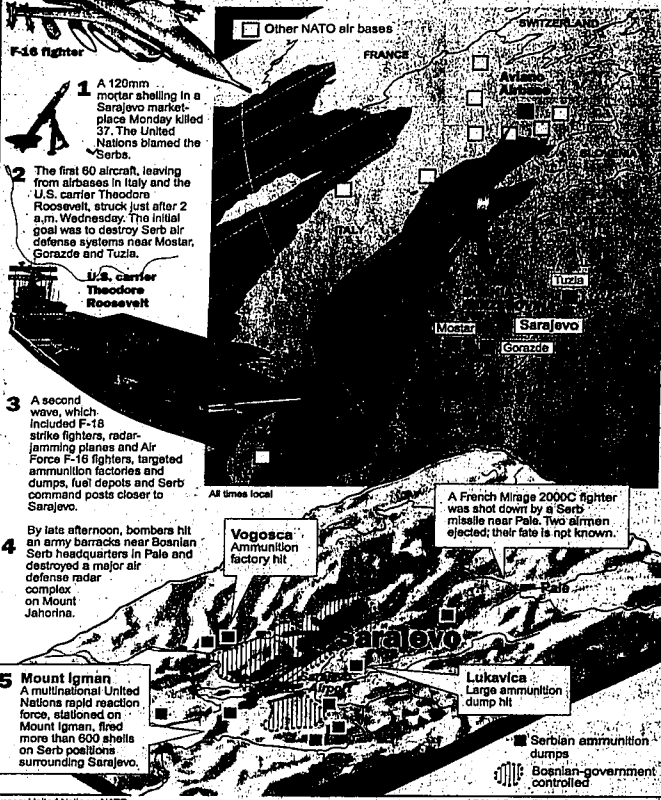 F-16 fighter
Other NATO air bases
SWITZERLAND
FRANCE
Aviano
Airbase
ITALY
1 A 120mm
mortar shelling in a
Sarajevo market-
place Monday killed
37. The United
Nations blamed the
Serbs.
2 The first 60 aircraft, leaving
from airbases in Italy and the
U.S. carrier Theodore
Roosevelt, struck just after 2
a.m. Wednesday. The initial
goal was to destroy Serb air
defense systems near Mostar,
Gorazde and Tuzla.
U.S. carrier
Theodore
Roosevelt
Tuzla
Mostar
Sarajevo
Gorazde
3 A second
wave, which
included F-18
strike fighters, radar-
jamming planes and Air
Force F-16 fighters, targeted
ammunition factories and
dumps, fuel depots and Serb
command posts closer to
Sarajevo.
All times local
4 By late afternoon, bombers hit
an army barracks near Bosnian
Serb headquarters in Pale and
destroyed a major air
defense radar
complex
on Mount
Jahorina.
Vogosca
Ammunition
factory hit
A French Mirage 2000C fighter
was shot down by a Serb
missile near Pale. Two airmen
ejected; their fate is not known.
Pale
Sarajevo
Sarajevo
Airport
5 Mount Igman
A multinational United
Nations rapid reaction
force, stationed on
Mount Igman, fired
more than 600 shells
on Serb positions
surrounding Sarajevo.
Lukavica
Large ammunition
dump hit
Serbian ammunition
dumps
Bosnian-government
controlled